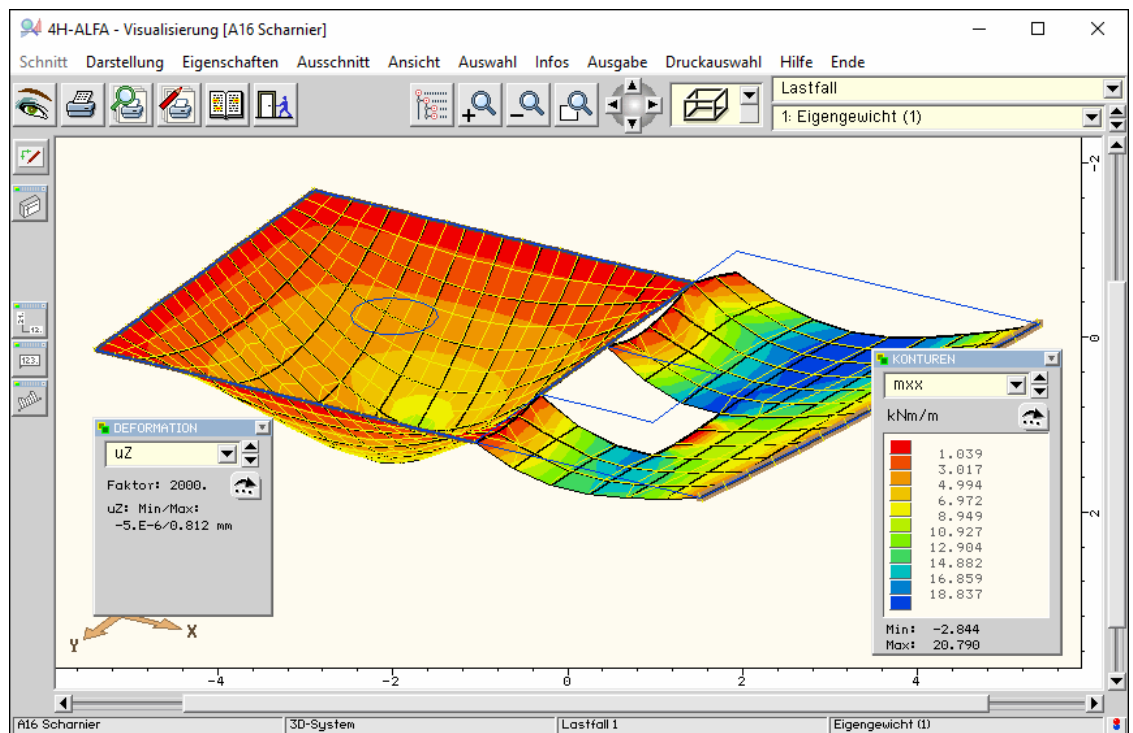 4H-ALFA - Visualisierung [A16 Scharnier]
Schnitt Darstellung Eigenschaften Ausschnitt Ansicht Auswahl Infos Ausgabe Druckauswahl Hilfe Ende
Lastfall
1: Eigengewicht (1)
-2
0
2
21.
12.
123.
DEFORMATION
uZ
Faktor: 2000.
uZ: Min/Max:
-5.E-6/0.812 mm
KONTUREN
mxx
kNm/m
1.039
3.017
4.994
6.972
8.949
10.927
12.904
14.882
16.859
18.837
Min: -2.844
Max: 20.790
Y X
-4 -2 0 2 4
A16 Scharnier 3D-System Lastfall 1 Eigengewicht (1)